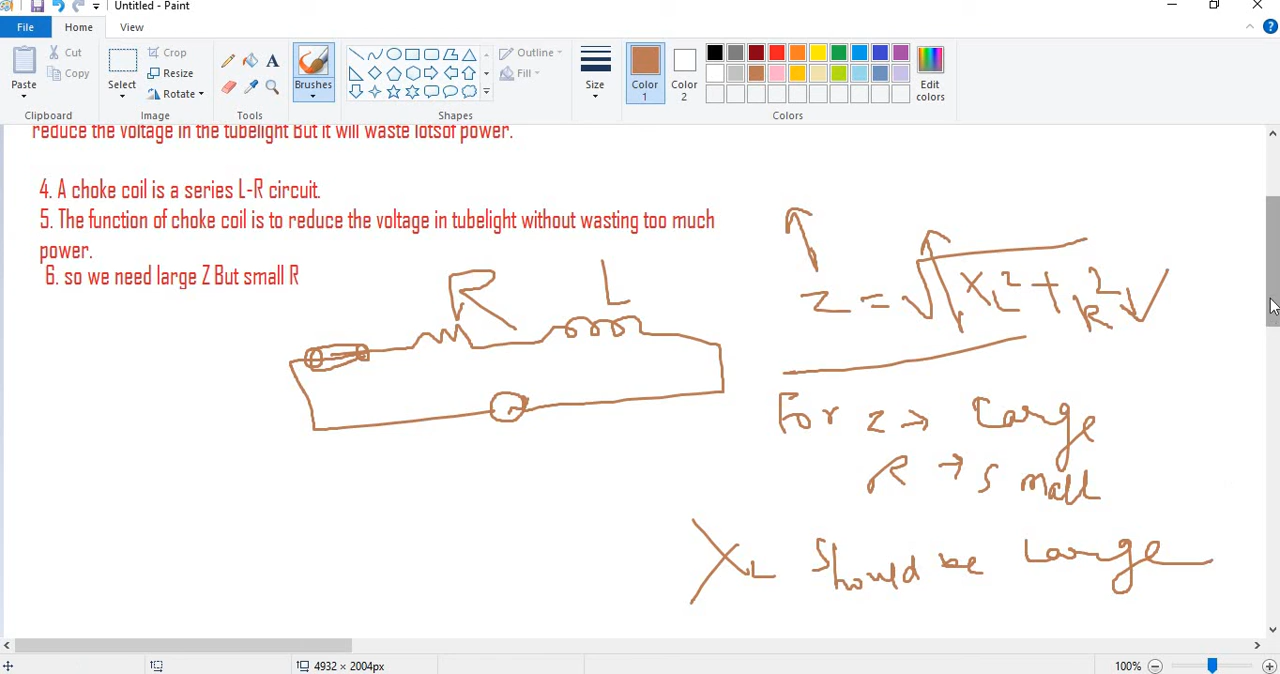 Untitled - Paint
File
Home
View
Paste
Cut
Copy
Clipboard
Select
Crop
Resize
Rotate
Image
Tools
Brushes
Shapes
Outline
Fill
Size
Color 1
Color 2
Colors
Edit colors
reduce the voltage in the tubelight But it will waste lotsof power.
4. A choke coil is a series L-R circuit.
5. The function of choke coil is to reduce the voltage in tubelight without wasting too much
power.
6. so we need large Z But small R
R
L
Z = √XL² + R²
For Z → Large
R → Small
XL Should be Large
4932 × 2004px
100%